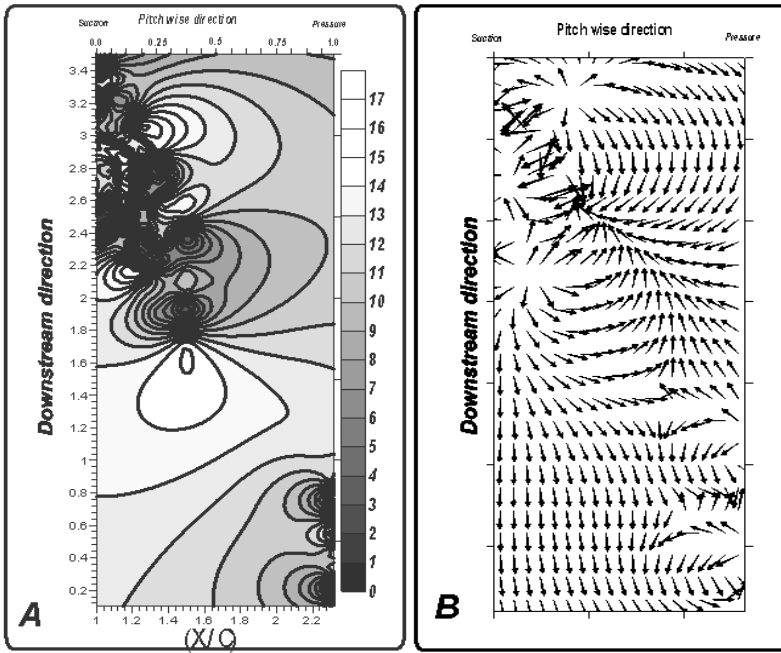 Pitch wise direction
Suction
Pressure
0.0 0.25 0.5 0.75 1.0
3.4
3.2
3
2.8
2.6
2.4
2.2
2
1.8
1.6
1.4
1.2
1
0.8
0.6
0.4
0.2
Downstream direction
17
16
15
14
13
12
11
10
9
8
7
6
5
4
3
2
1
0
1.2 1.4 1.6 1.8 2 2.2
(X/C)
A
Pitch wise direction
Suction
Pressure
Downstream direction
B